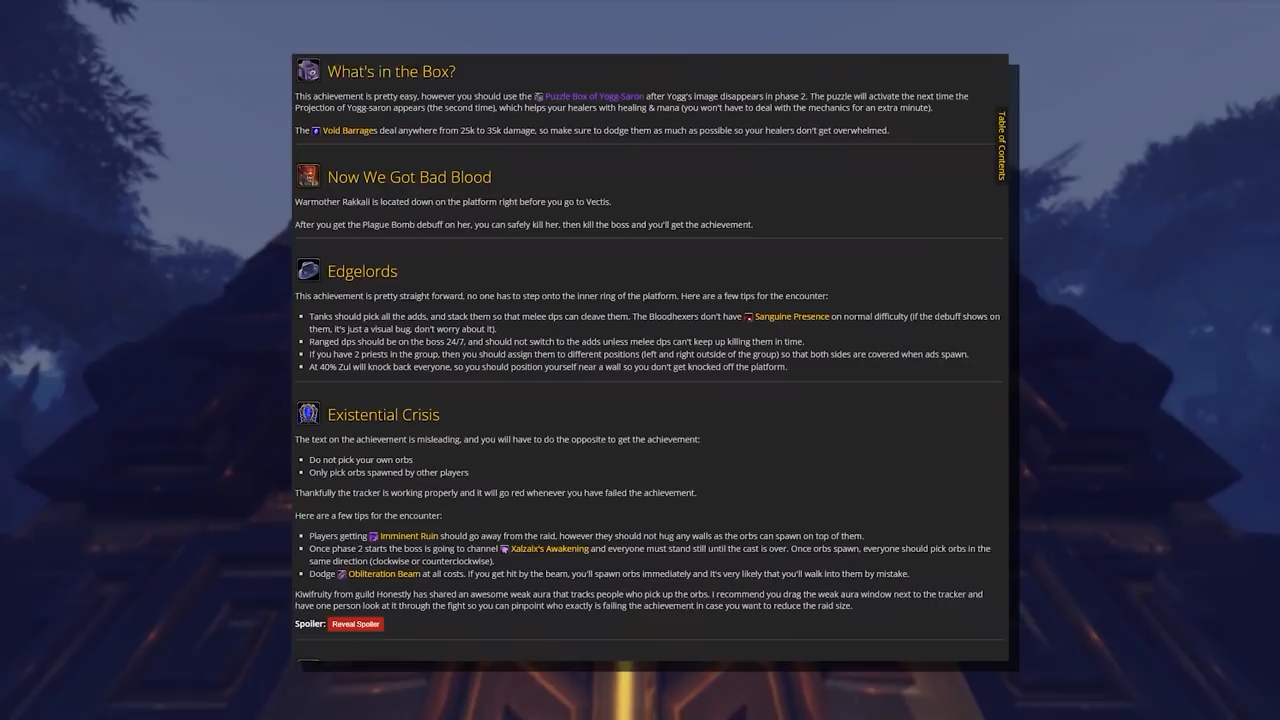 What's in the Box?
This achievement is pretty easy, however you should use the Puzzle Box of Yogg-Saron after Yogg's image disappears in phase 2. The puzzle will activate the next time the
Projection of Yogg-saron appears (the second time), which helps your healers with healing & mana (you won't have to deal with the mechanics for an extra minute).
The Void Barrages deal anywhere from 25k to 35k damage, so make sure to dodge them as much as possible so your healers don't get overwhelmed.
Table of Contents
Now We Got Bad Blood
Warmother Rakkali is located down on the platform right before you go to Vectis.
After you get the Plague Bomb debuff on her, you can safely kill her, then kill the boss and you'll get the achievement.
Edgelords
This achievement is pretty straight forward, no one has to step onto the inner ring of the platform. Here are a few tips for the encounter:
▪ Tanks should pick all the adds, and stack them so that melee dps can cleave them. The Bloodhexers don't have Sanguine Presence on normal difficulty (if the debuff shows on
them, it's just a visual bug, don't worry about it).
▪ Ranged dps should be on the boss 24/7, and should not switch to the adds unless melee dps can't keep up killing them in time.
▪ If you have 2 priests in the group, then you should assign them to different positions (left and right outside of the group) so that both sides are covered when ads spawn.
▪ At 40% Zul will knock back everyone, so you should position yourself near a wall so you don't get knocked off the platform.
Existential Crisis
The text on the achievement is misleading, and you will have to do the opposite to get the achievement:
▪ Do not pick your own orbs
▪ Only pick orbs spawned by other players
Thankfully the tracker is working properly and it will go red whenever you have failed the achievement.
Here are a few tips for the encounter:
▪ Players getting Imminent Ruin should go away from the raid, however they should not hug any walls as the orbs can spawn on top of them.
▪ Once phase 2 starts the boss is going to channel Xalzaix's Awakening and everyone must stand still until the cast is over. Once orbs spawn, everyone should pick orbs in the
same direction (clockwise or counterclockwise).
▪ Dodge Obliteration Beam at all costs. If you get hit by the beam, you'll spawn orbs immediately and it's very likely that you'll walk into them by mistake.
Kiwifruity from guild Honestly has shared an awesome weak aura that tracks people who pick up the orbs. I recommend you drag the weak aura window next to the tracker and
have one person look at it through the fight so you can pinpoint who exactly is failing the achievement in case you want to reduce the raid size.
Spoiler: Reveal Spoiler